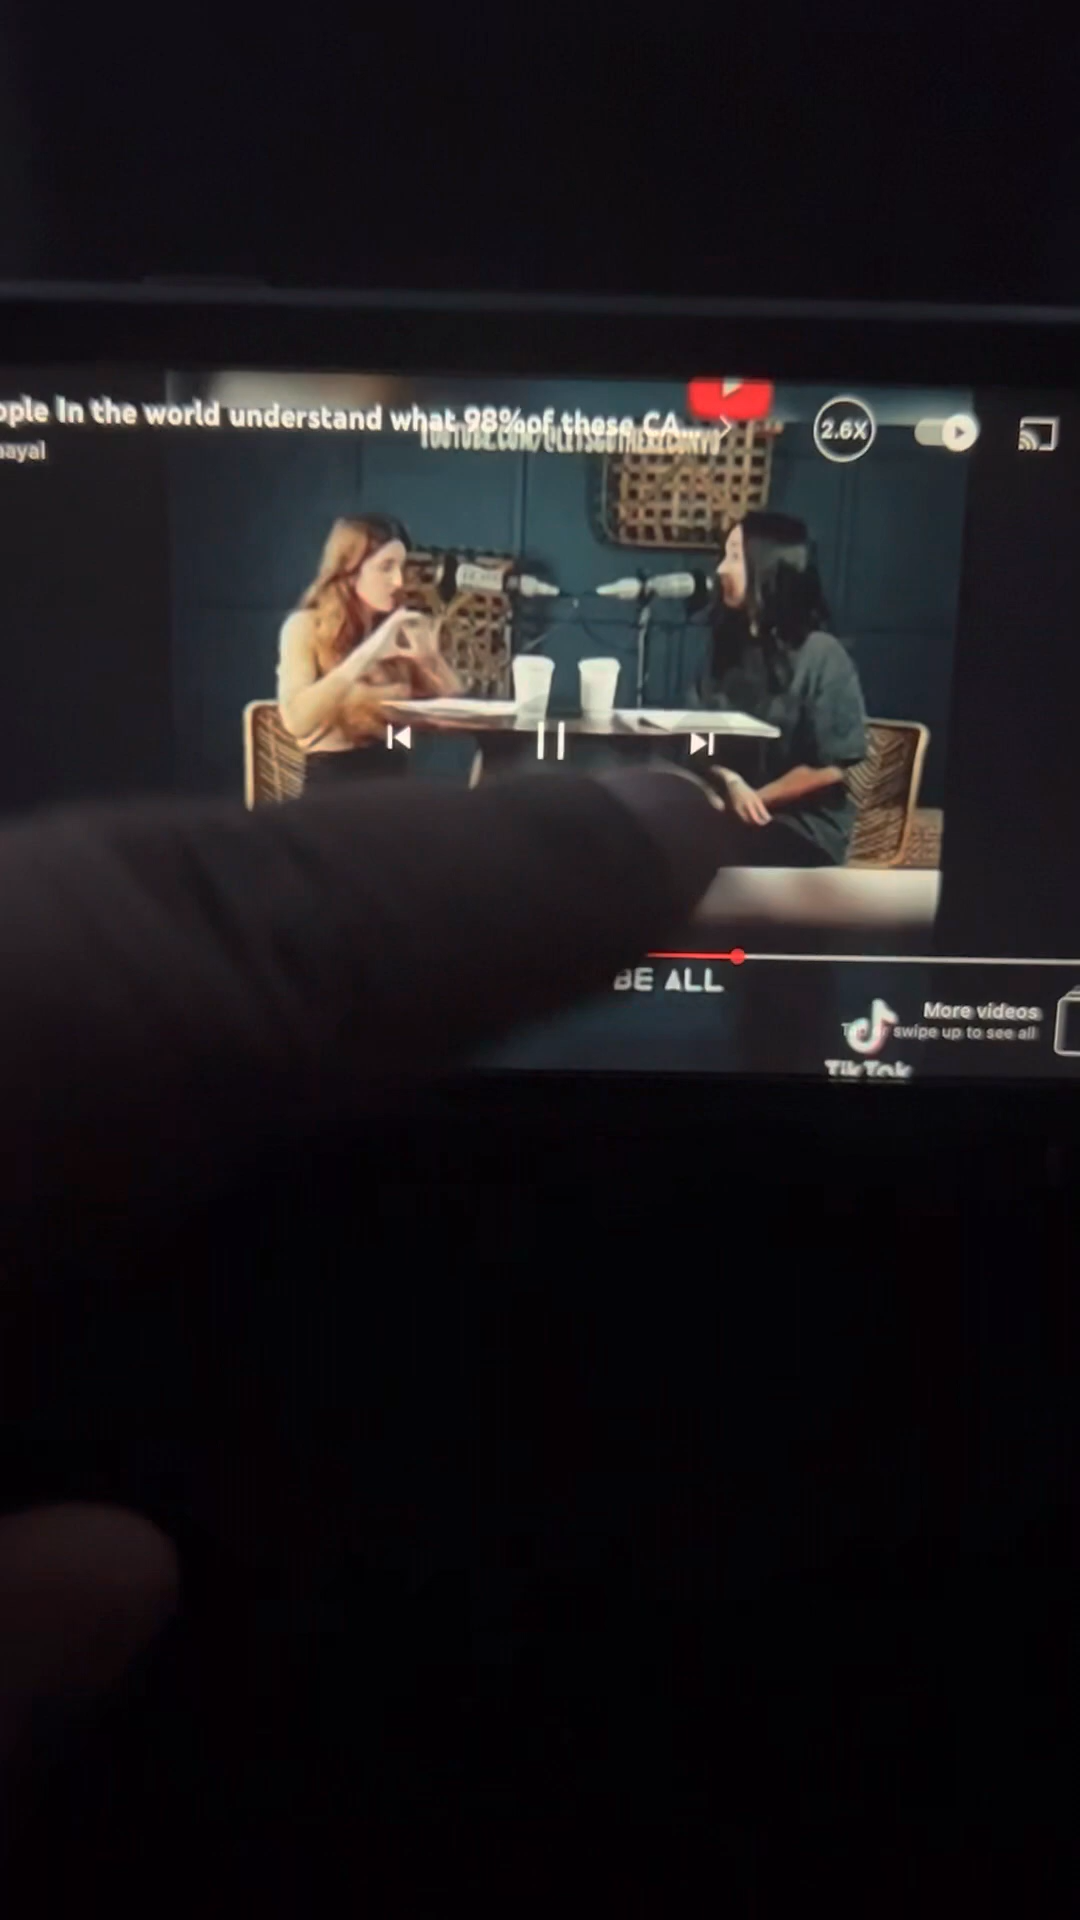 ople In the world understand what 98%of these CA...
ayal
2.6X
BE ALL
More videos
swipe up to see all
TikTok